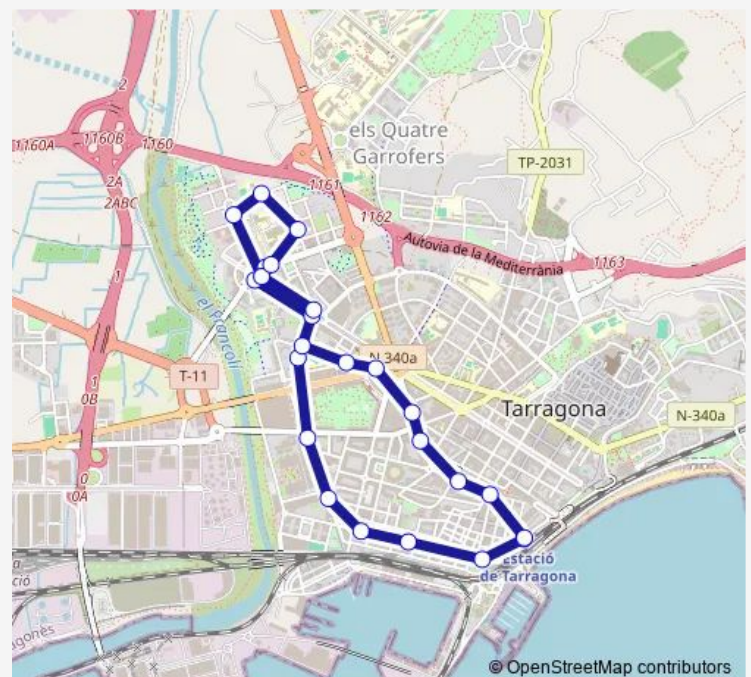 2
1160A
1160B
1160
2A
2ABC
els Quatre
Garrofers
TP-2031
1161
1162
Autovia de la Mediterrània
1163
1
el Francolí
T-11
N 340a
1
0B
Tarragona
N-340a
0
0A
Estació
de Tarragona
© OpenStreetMap contributors